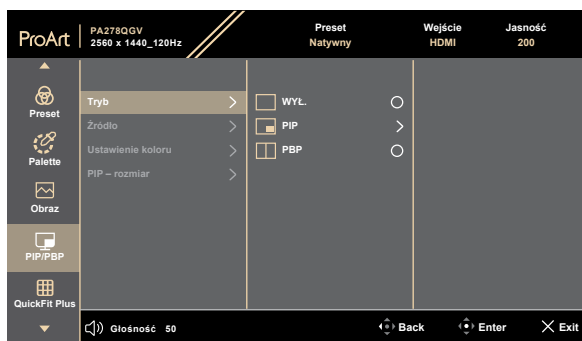 ProArt
PA278QGV
2560 x 1440_120Hz
Preset
Natywny
Wejście
HDMI
Jasność
200
Preset
Palette
Obraz
PIP/PBP
QuickFit Plus
Tryb
Źródło
Ustawienie koloru
PIP – rozmiar
WYŁ.
PIP
PBP
Głośność 50
Back
Enter
Exit